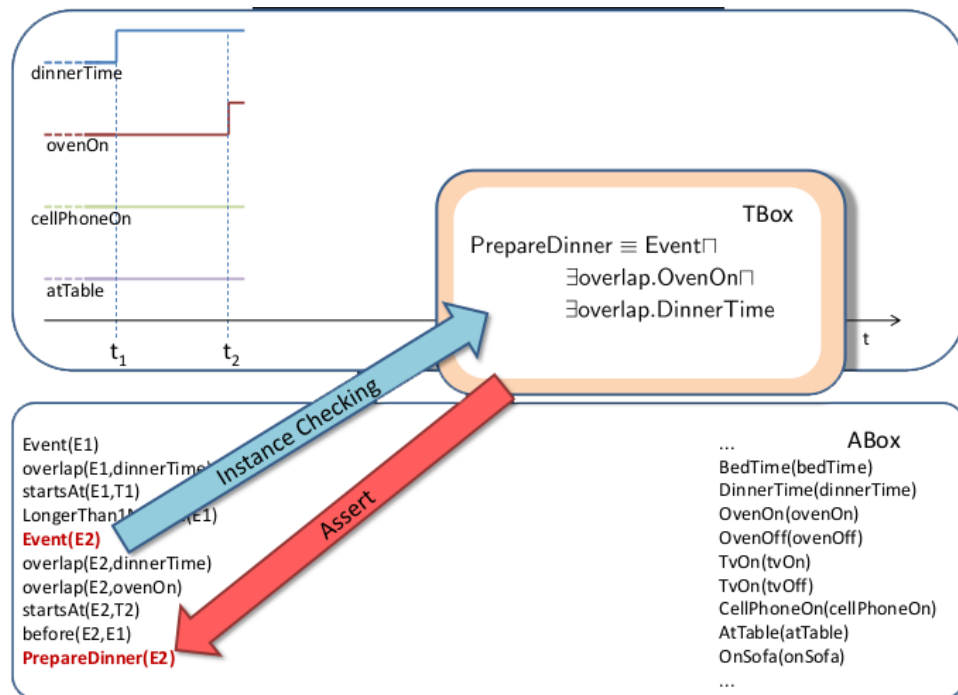 dinnerTime
ovenOn
cellPhoneOn
atTable
t1
t2
t
TBox
PrepareDinner ≡ Event⊓
∃overlap.OvenOn⊓
∃overlap.DinnerTime
Instance Checking
Assert
Event(E1)
overlap(E1,dinnerTime)
startsAt(E1,T1)
LongerThan1 (E1)
Event(E2)
overlap(E2,dinnerTime)
overlap(E2,ovenOn)
startsAt(E2,T2)
before(E2,E1)
PrepareDinner(E2)
ABox
...
BedTime(bedTime)
DinnerTime(dinnerTime)
OvenOn(ovenOn)
OvenOff(ovenOff)
TvOn(tvOn)
TvOn(tvOff)
CellPhoneOn(cellPhoneOn)
AtTable(atTable)
OnSofa(onSofa)
...